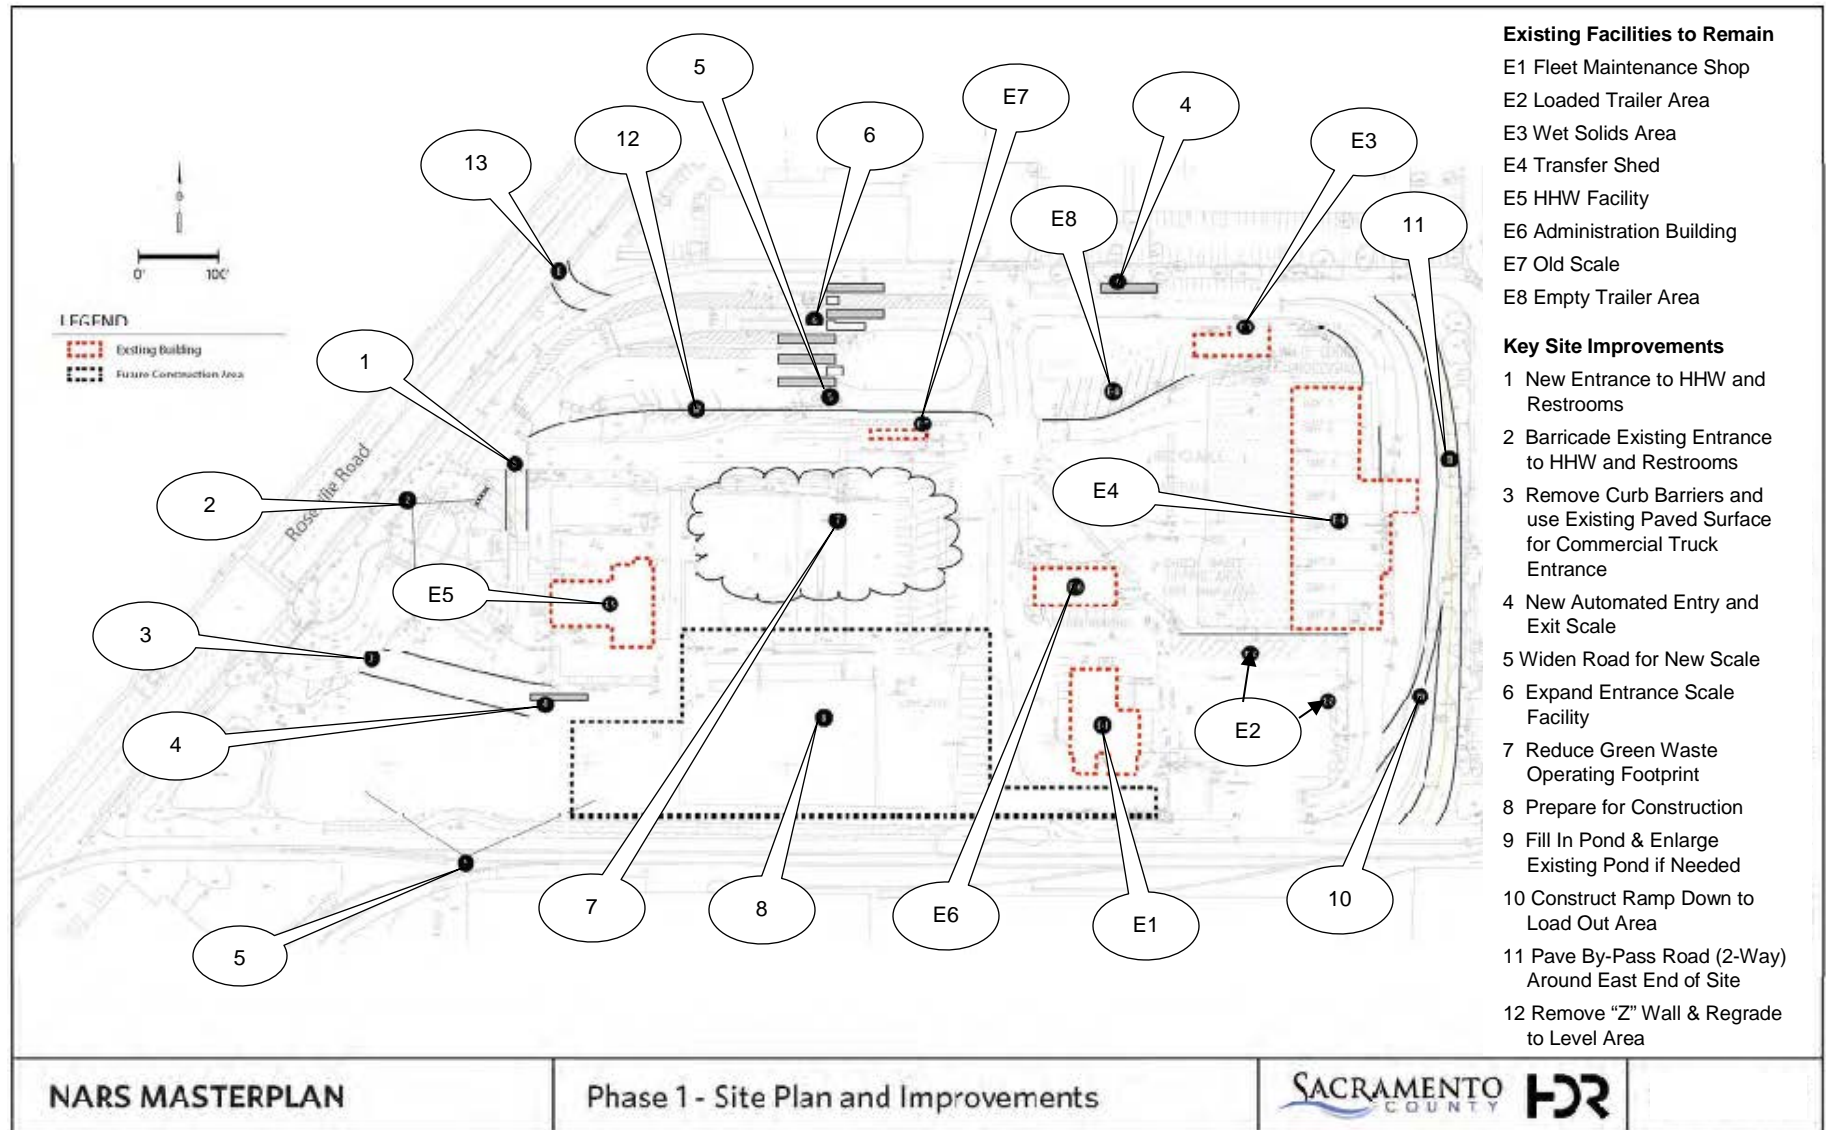 5
E7
4
6
12
E3
13
E8
11
0'
100'
LEGEND
Existing Building
Future Construction Area
1
Roseville Road
2
E4
E5
3
4
E2
7
8
E6
E1
10
5
Existing Facilities to Remain
E1 Fleet Maintenance Shop
E2 Loaded Trailer Area
E3 Wet Solids Area
E4 Transfer Shed
E5 HHW Facility
E6 Administration Building
E7 Old Scale
E8 Empty Trailer Area
Key Site Improvements
1 New Entrance to HHW and
Restrooms
2 Barricade Existing Entrance
to HHW and Restrooms
3 Remove Curb Barriers and
use Existing Paved Surface
for Commercial Truck
Entrance
4 New Automated Entry and
Exit Scale
5 Widen Road for New Scale
6 Expand Entrance Scale
Facility
7 Reduce Green Waste
Operating Footprint
8 Prepare for Construction
9 Fill In Pond & Enlarge
Existing Pond if Needed
10 Construct Ramp Down to
Load Out Area
11 Pave By-Pass Road (2-Way)
Around East End of Site
12 Remove “Z” Wall & Regrade
to Level Area
NARS MASTERPLAN
Phase 1 - Site Plan and Improvements
SACRAMENTO
COUNTY
HDR